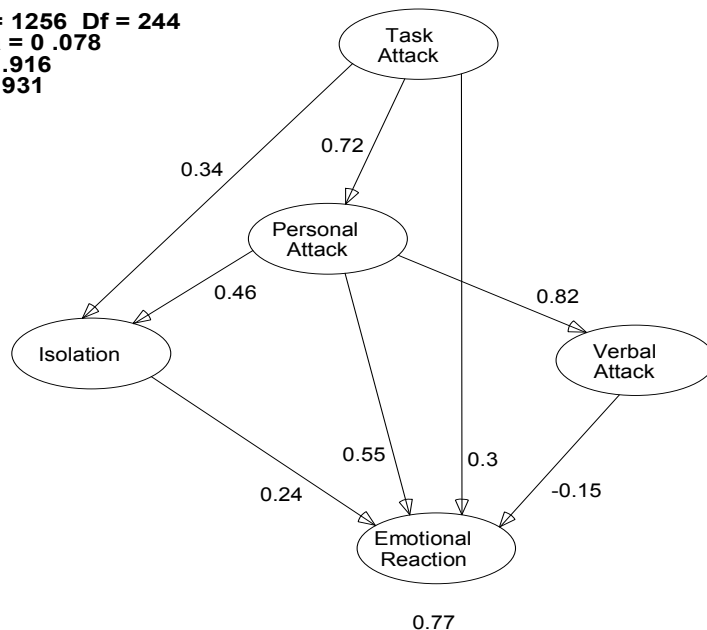 = 1256 Df = 244
= 0 .078
.916
931
Task
Attack
0.34
0.72
Personal
Attack
0.46
0.82
Isolation
Verbal
Attack
0.55
0.3
0.24
-0.15
Emotional
Reaction
0.77